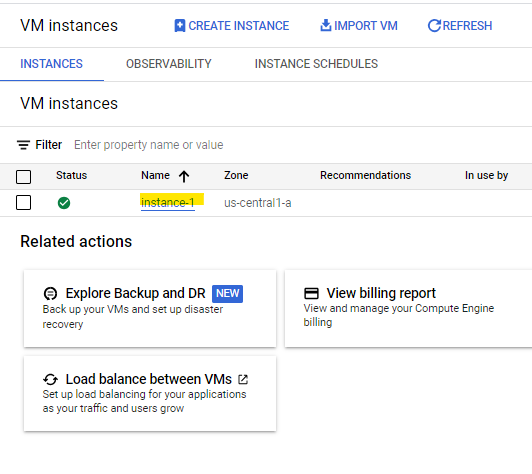 VM instances CREATE INSTANCE IMPORT VM REFRESH
INSTANCES OBSERVABILITY INSTANCE SCHEDULES
VM instances
Filter Enter property name or value
Status Name Zone Recommendations In use by
instance-1 us-central1-a
Related actions
Explore Backup and DR NEW
Back up your VMs and set up disaster
recovery
View billing report
View and manage your Compute Engine
billing
Load balance between VMs
Set up load balancing for your applications
as your traffic and users grow